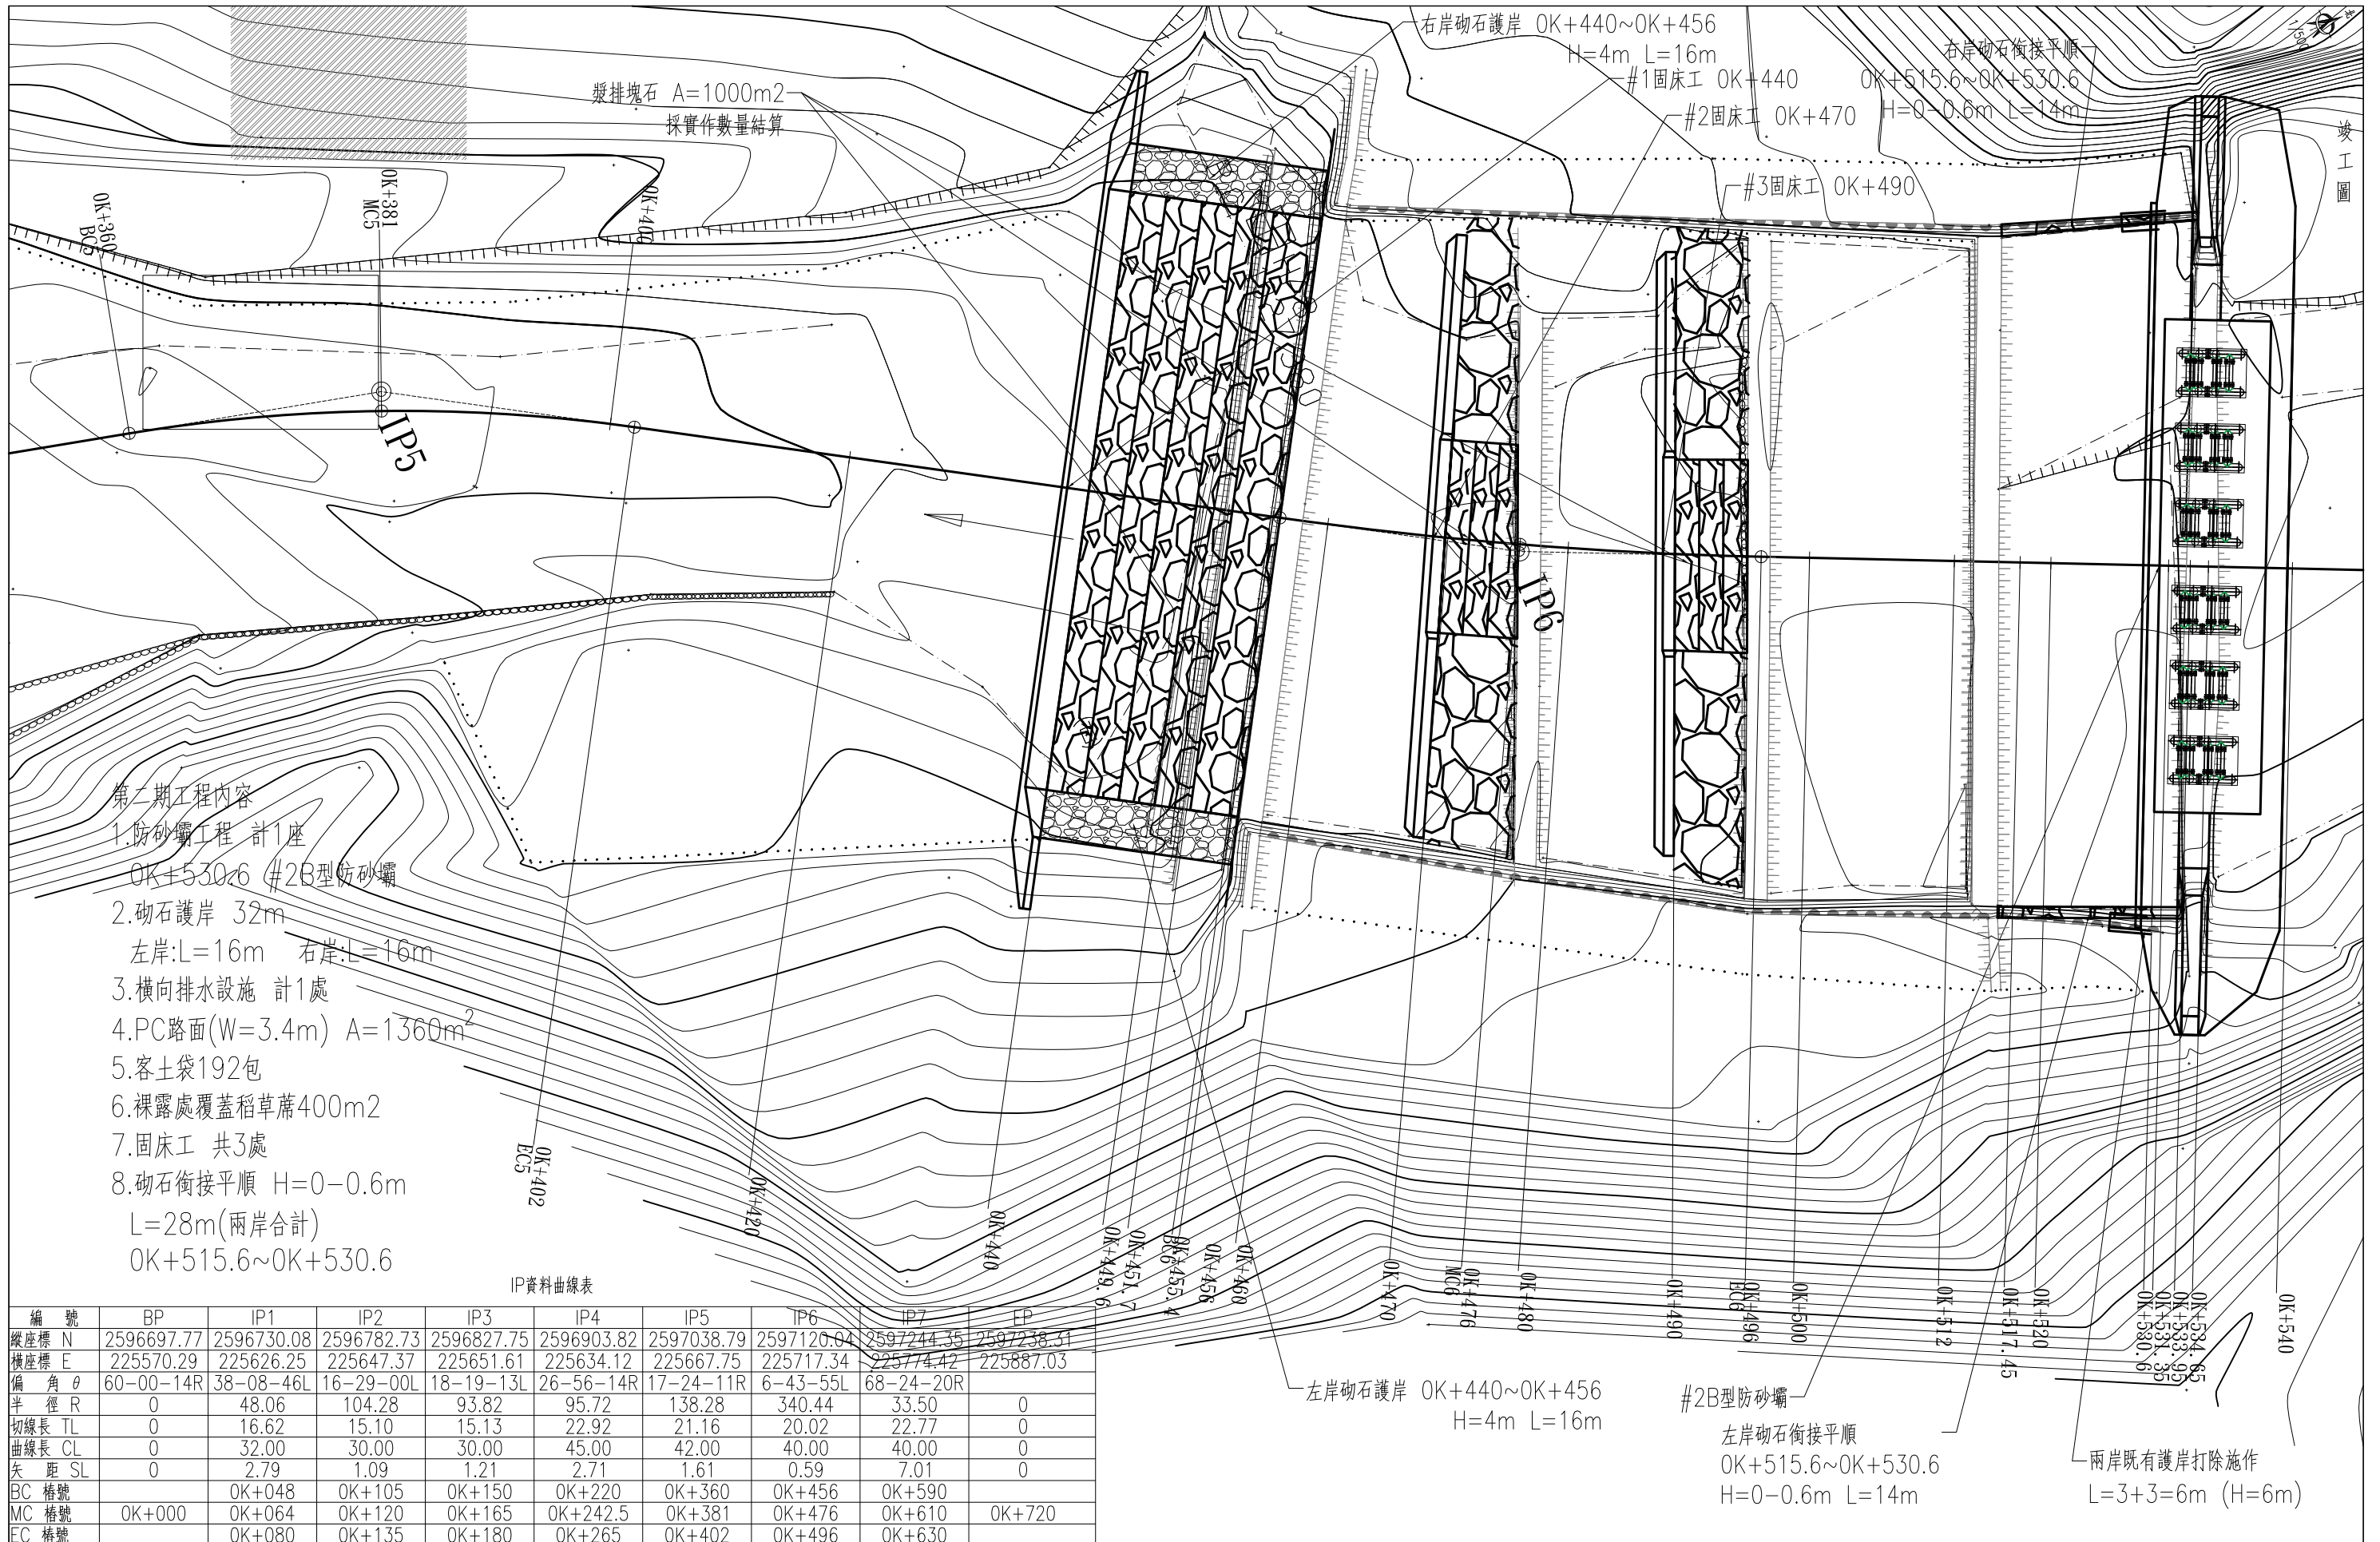 右岸砌石護岸 0K+440~0K+456
H=4m L=16m
#1固床工 0K+440
#2固床工 0K+470
#3固床工 0K+490
右岸砌石銜接平順
0K+515.6~0K+530.6
H=0-0.6m L=14m
竣工圖
漿排塊石 A=1000m2
採實作數量結算
0K+360
BC5
0K+381
MC5
0K+400
IP5
IP6
第二期工程內容
1.防砂壩工程 計1座
0K+530.6 #2B型防砂壩
2.砌石護岸 32m
左岸:L=16m 右岸:L=16m
3.橫向排水設施 計1處
4.PC路面(W=3.4m) A=1360m²
5.客土袋192包
6.裸露處覆蓋稻草蓆400m2
7.固床工 共3處
8.砌石銜接平順 H=0-0.6m
L=28m(兩岸合計)
0K+515.6~0K+530.6
0K+402
EC5
0K+420
0K+440
0K+449.6
0K+451.7
0K+455.4
BC6
0K+456
0K+460
0K+470
0K+476
MC6
0K+480
0K+490
0K+496
EC6
0K+500
0K+512
0K+517.45
0K+520
0K+530.6
0K+531.35
0K+533.95
0K+534.65
0K+540
左岸砌石護岸 0K+440~0K+456
H=4m L=16m
#2B型防砂壩
左岸砌石銜接平順
0K+515.6~0K+530.6
H=0-0.6m L=14m
兩岸既有護岸打除施作
L=3+3=6m (H=6m)
IP資料曲線表
編 號 BP IP1 IP2 IP3 IP4 IP5 IP6 IP7 EP
縱座標 N 2596697.77 2596730.08 2596782.73 2596827.75 2596903.82 2597038.79 2597120.04 2597244.35 2597238.31
橫座標 E 225570.29 225626.25 225647.37 225651.61 225634.12 225667.75 225717.34 225774.42 225887.03
偏 角 θ 60-00-14R 38-08-46L 16-29-00L 18-19-13L 26-56-14R 17-24-11R 6-43-55L 68-24-20R
半 徑 R 0 48.06 104.28 93.82 95.72 138.28 340.44 33.50 0
切線長 TL 0 16.62 15.10 15.13 22.92 21.16 20.02 22.77 0
曲線長 CL 0 32.00 30.00 30.00 45.00 42.00 40.00 40.00 0
矢 距 SL 0 2.79 1.09 1.21 2.71 1.61 0.59 7.01 0
BC 樁號 0K+048 0K+105 0K+150 0K+220 0K+360 0K+456 0K+590
MC 樁號 0K+000 0K+064 0K+120 0K+165 0K+242.5 0K+381 0K+476 0K+610 0K+720
EC 樁號 0K+080 0K+135 0K+180 0K+265 0K+402 0K+496 0K+630